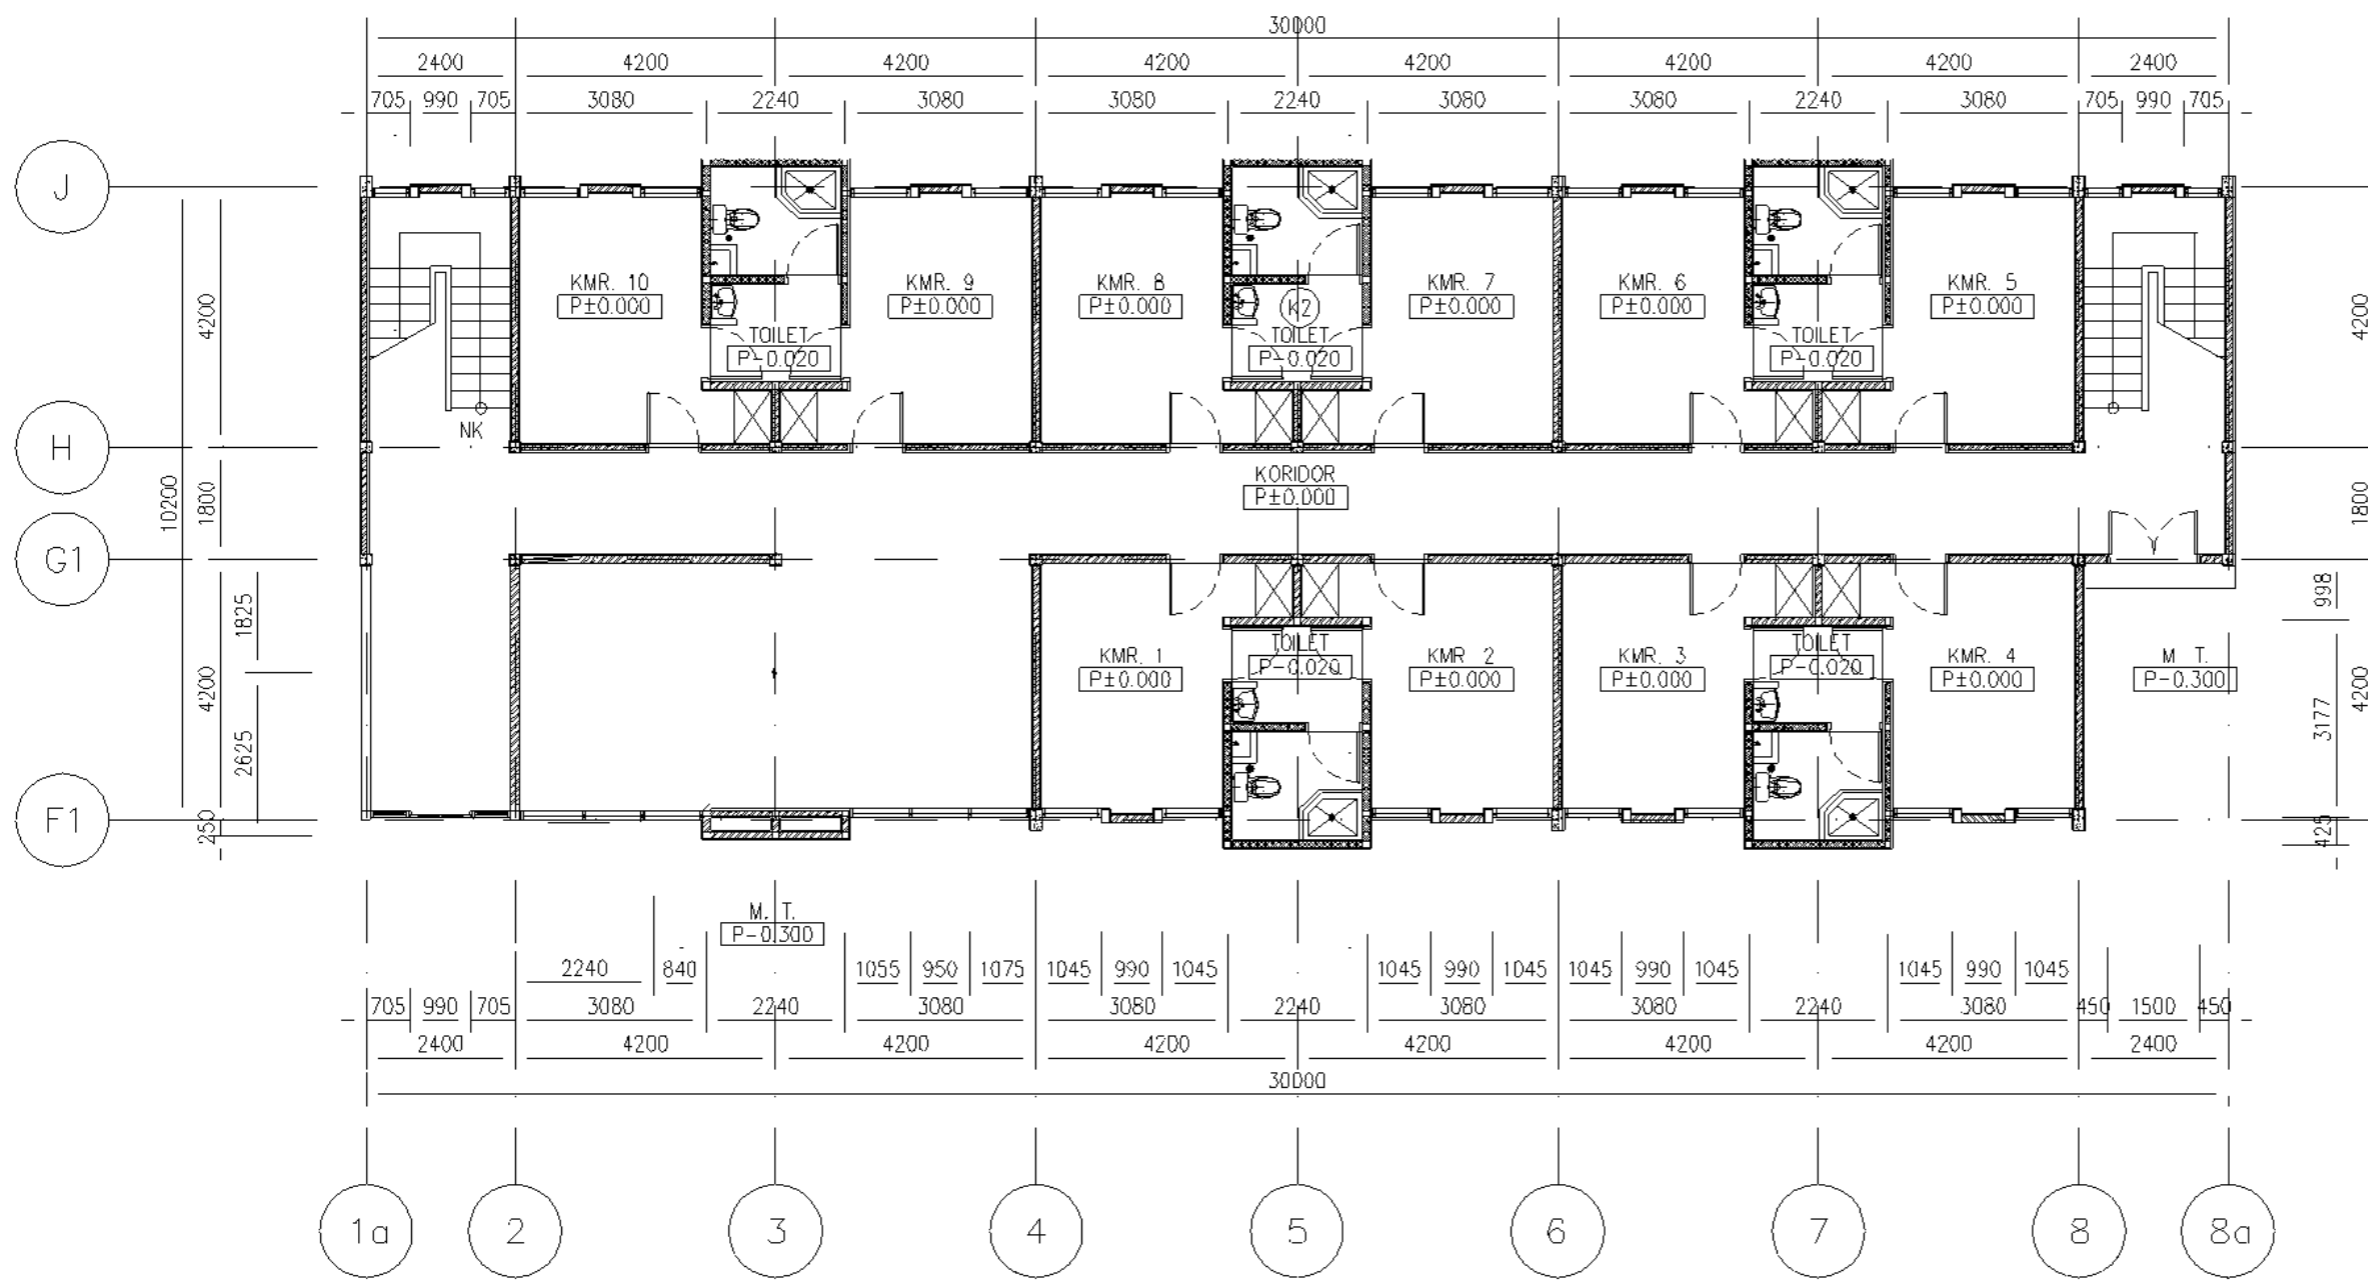 30000
2400 4200 4200 4200 4200 4200 4200 2400
705 990 705 3080 2240 3080 3080 2240 3080 3080 2240 3080 705 990 705
J
KMR. 10 KMR. 9 KMR. 8 KMR. 7 KMR. 6 KMR. 5
P±0.000 P±0.000 P±0.000 K2 P±0.000 P±0.000 P±0.000
4200 4200
TOILET TOILET TOILET
P-0.020 P-0.020 P-0.020
NK
H
KORIDOR
P±0.000
10200 1800 1800
G1
1825 998
TOILET TOILET
KMR. 1 KMR. 2 KMR. 3 KMR. 4 M. T.
P±0.000 P-0.020 P±0.000 P±0.000 P-0.020 P±0.000 P-0.300
4200 4200
2625 3177
F1
250 425
M. T.
P-0.300
2240 840 1055 950 1075 1045 990 1045 1045 990 1045 1045 990 1045 1045 990 1045
705 990 705 3080 2240 3080 3080 2240 3080 3080 2240 3080 450 1500 450
2400 4200 4200 4200 4200 4200 4200 2400
30000
1a 2 3 4 5 6 7 8 8a